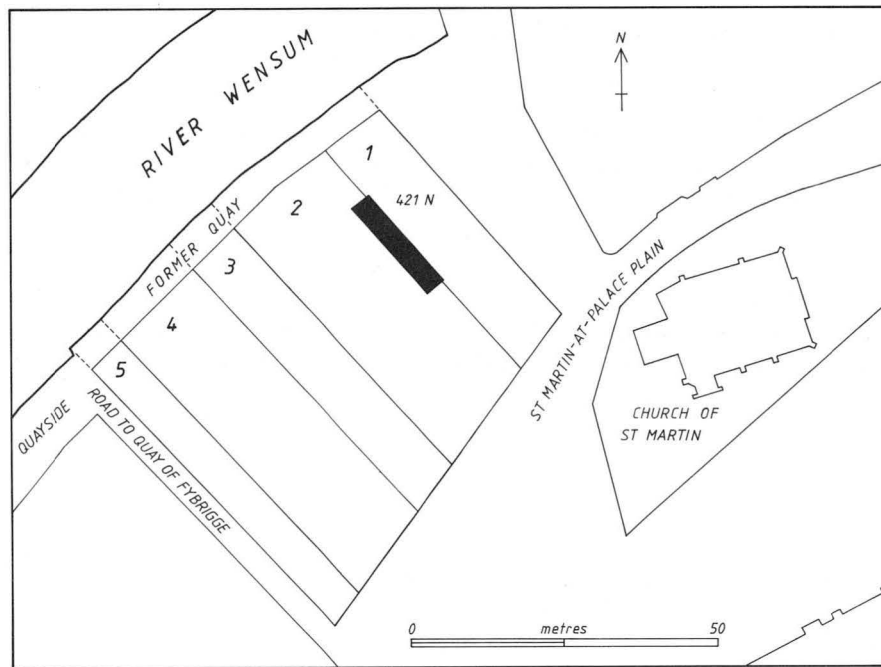 RIVER WENSUM
N
1
421 N
2
FORMER QUAY
3
4
5
ST MARTIN-AT-PALACE PLAIN
CHURCH OF
ST MARTIN
QUAYSIDE
ROAD TO QUAY OF FYBRIGGE
0 metres 50